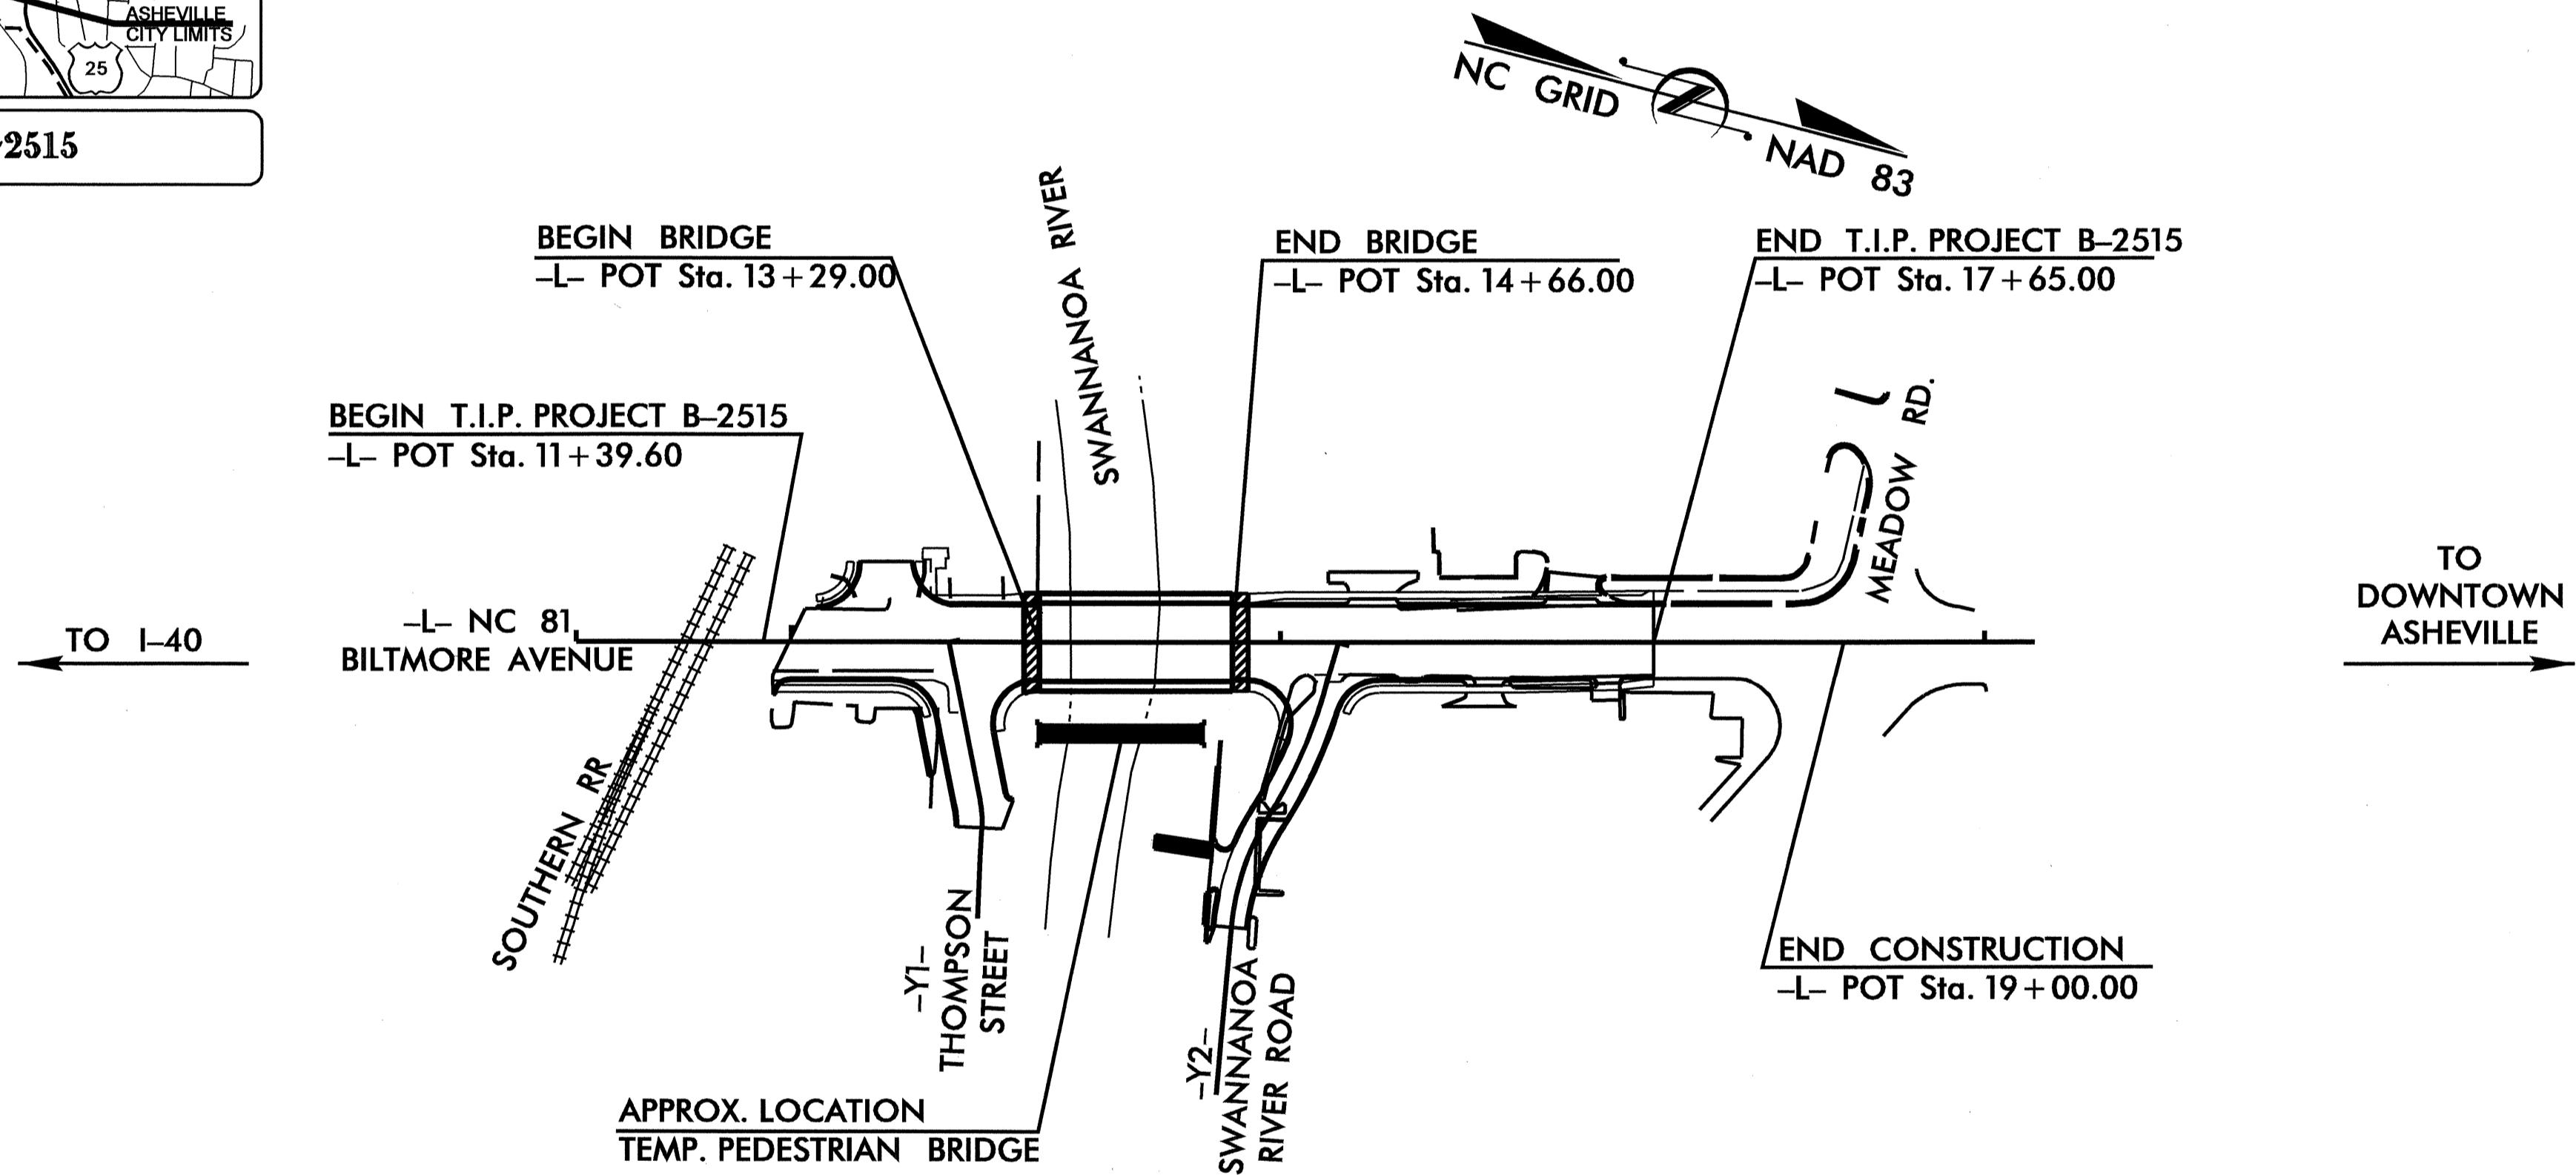 ASHEVILLE
CITY LIMITS
25
2515
NC GRID
NAD 83
SWANNANOA RIVER
BEGIN BRIDGE
–L– POT Sta. 13+29.00
END BRIDGE
–L– POT Sta. 14+66.00
END T.I.P. PROJECT B–2515
–L– POT Sta. 17+65.00
BEGIN T.I.P. PROJECT B–2515
–L– POT Sta. 11+39.60
MEADOW RD.
TO I–40
–L– NC 81
BILTMORE AVENUE
TO
DOWNTOWN
ASHEVILLE
SOUTHERN RR
–Y1–
THOMPSON
STREET
–Y2–
SWANNANOA
RIVER ROAD
END CONSTRUCTION
–L– POT Sta. 19+00.00
APPROX. LOCATION
TEMP. PEDESTRIAN BRIDGE